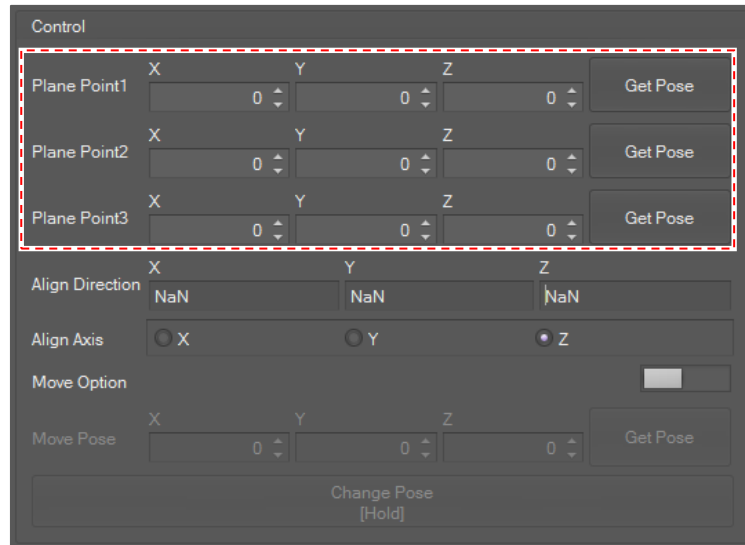 Control
X Y Z
Plane Point1 0 0 0 Get Pose
X Y Z
Plane Point2 0 0 0 Get Pose
X Y Z
Plane Point3 0 0 0 Get Pose
X Y Z
Align Direction NaN NaN NaN
Align Axis X Y Z
Move Option
X Y Z
Move Pose 0 0 0 Get Pose
Change Pose
[Hold]